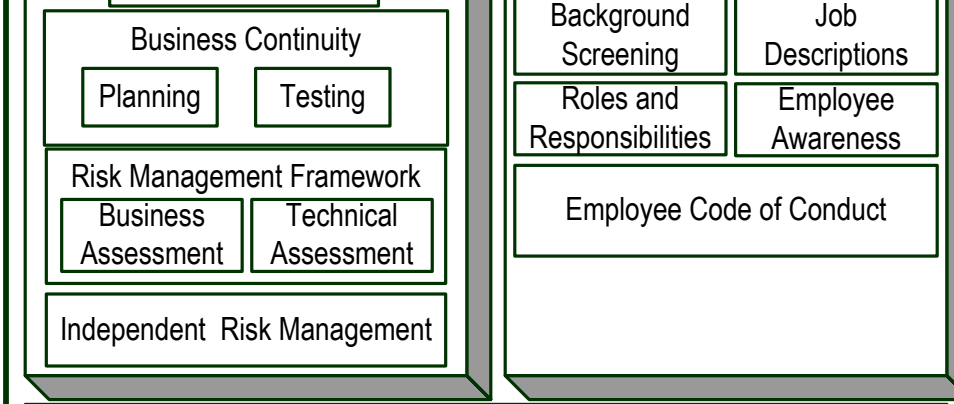 Business Continuity
Planning
Testing
Risk Management Framework
Business
Assessment
Technical
Assessment
Independent Risk Management
Background
Screening
Job
Descriptions
Roles and
Responsibilities
Employee
Awareness
Employee Code of Conduct